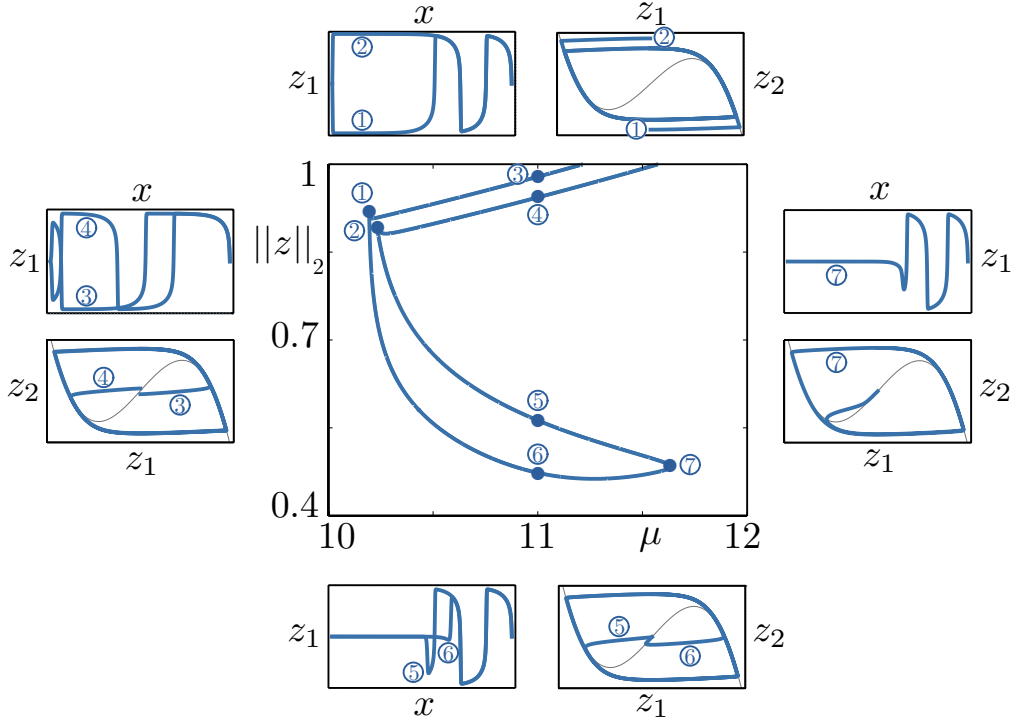 x
z₁
②
①
z₁
②
z₂
①
x
④
z₁
③
④
z₂
③
z₁
1
③
①
②
④
||z||₂
0.7
⑤
⑥
⑦
0.4
10
11
μ
12
x
z₁
⑦
⑦
z₂
z₁
z₁
⑤
⑥
x
⑤
z₂
⑥
z₁